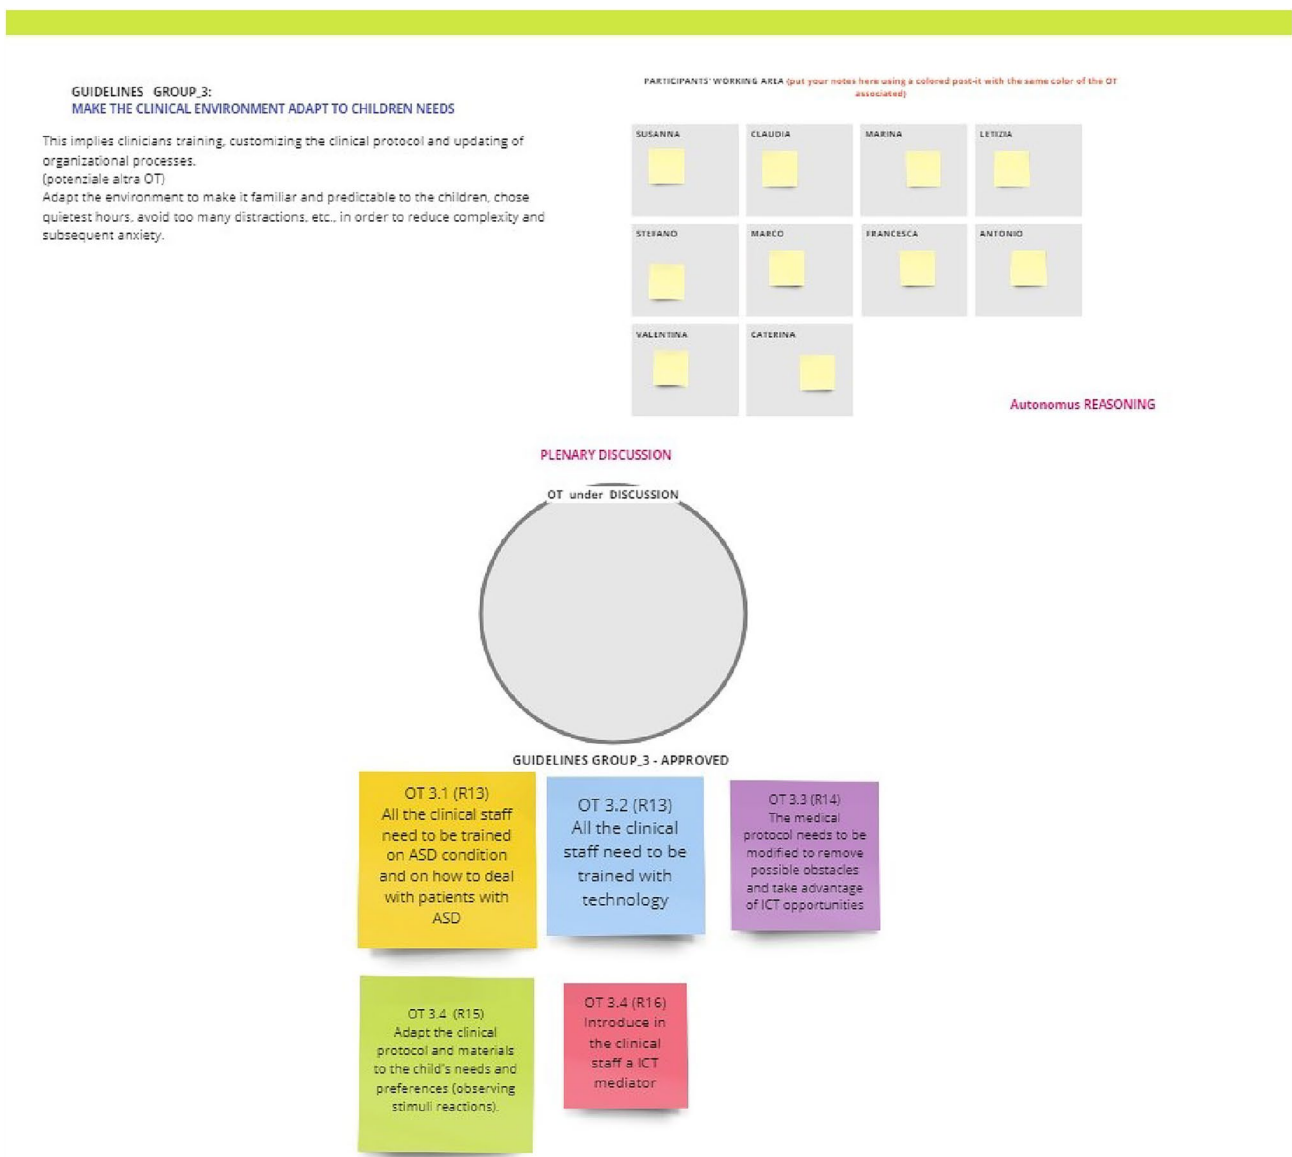 GUIDELINES GROUP_3:
MAKE THE CLINICAL ENVIRONMENT ADAPT TO CHILDREN NEEDS
This implies clinicians training, customizing the clinical protocol and updating of
organizational processes.
(potenziale altra OT)
Adapt the environment to make it familiar and predictable to the children, chose
quietest hours, avoid too many distractions, etc., in order to reduce complexity and
subsequent anxiety.
PARTICIPANTS' WORKING AREA (put your notes here using a colored post-it with the same color of the OT
associated)
SUSANNA
CLAUDIA
MARINA
LETIZIA
STEFANO
MARCO
FRANCESCA
ANTONIO
VALENTINA
CATERINA
Autonomus REASONING
PLENARY DISCUSSION
OT under DISCUSSION
GUIDELINES GROUP_3 - APPROVED
OT 3.1 (R13)
All the clinical staff
need to be trained
on ASD condition
and on how to deal
with patients with
ASD
OT 3.2 (R13)
All the clinical
staff need to be
trained with
technology
OT 3.3 (R14)
The medical
protocol needs to be
modified to remove
possible obstacles
and take advantage
of ICT opportunities
OT 3.4 (R15)
Adapt the clinical
protocol and materials
to the child's needs and
preferences (observing
stimuli reactions).
OT 3.4 (R16)
Introduce in
the clinical
staff a ICT
mediator